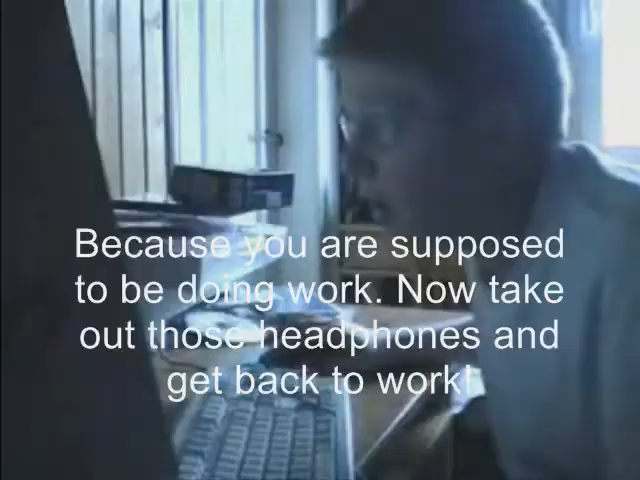 Because you are supposed
to be doing work. Now take
out those headphones and
get back to work!